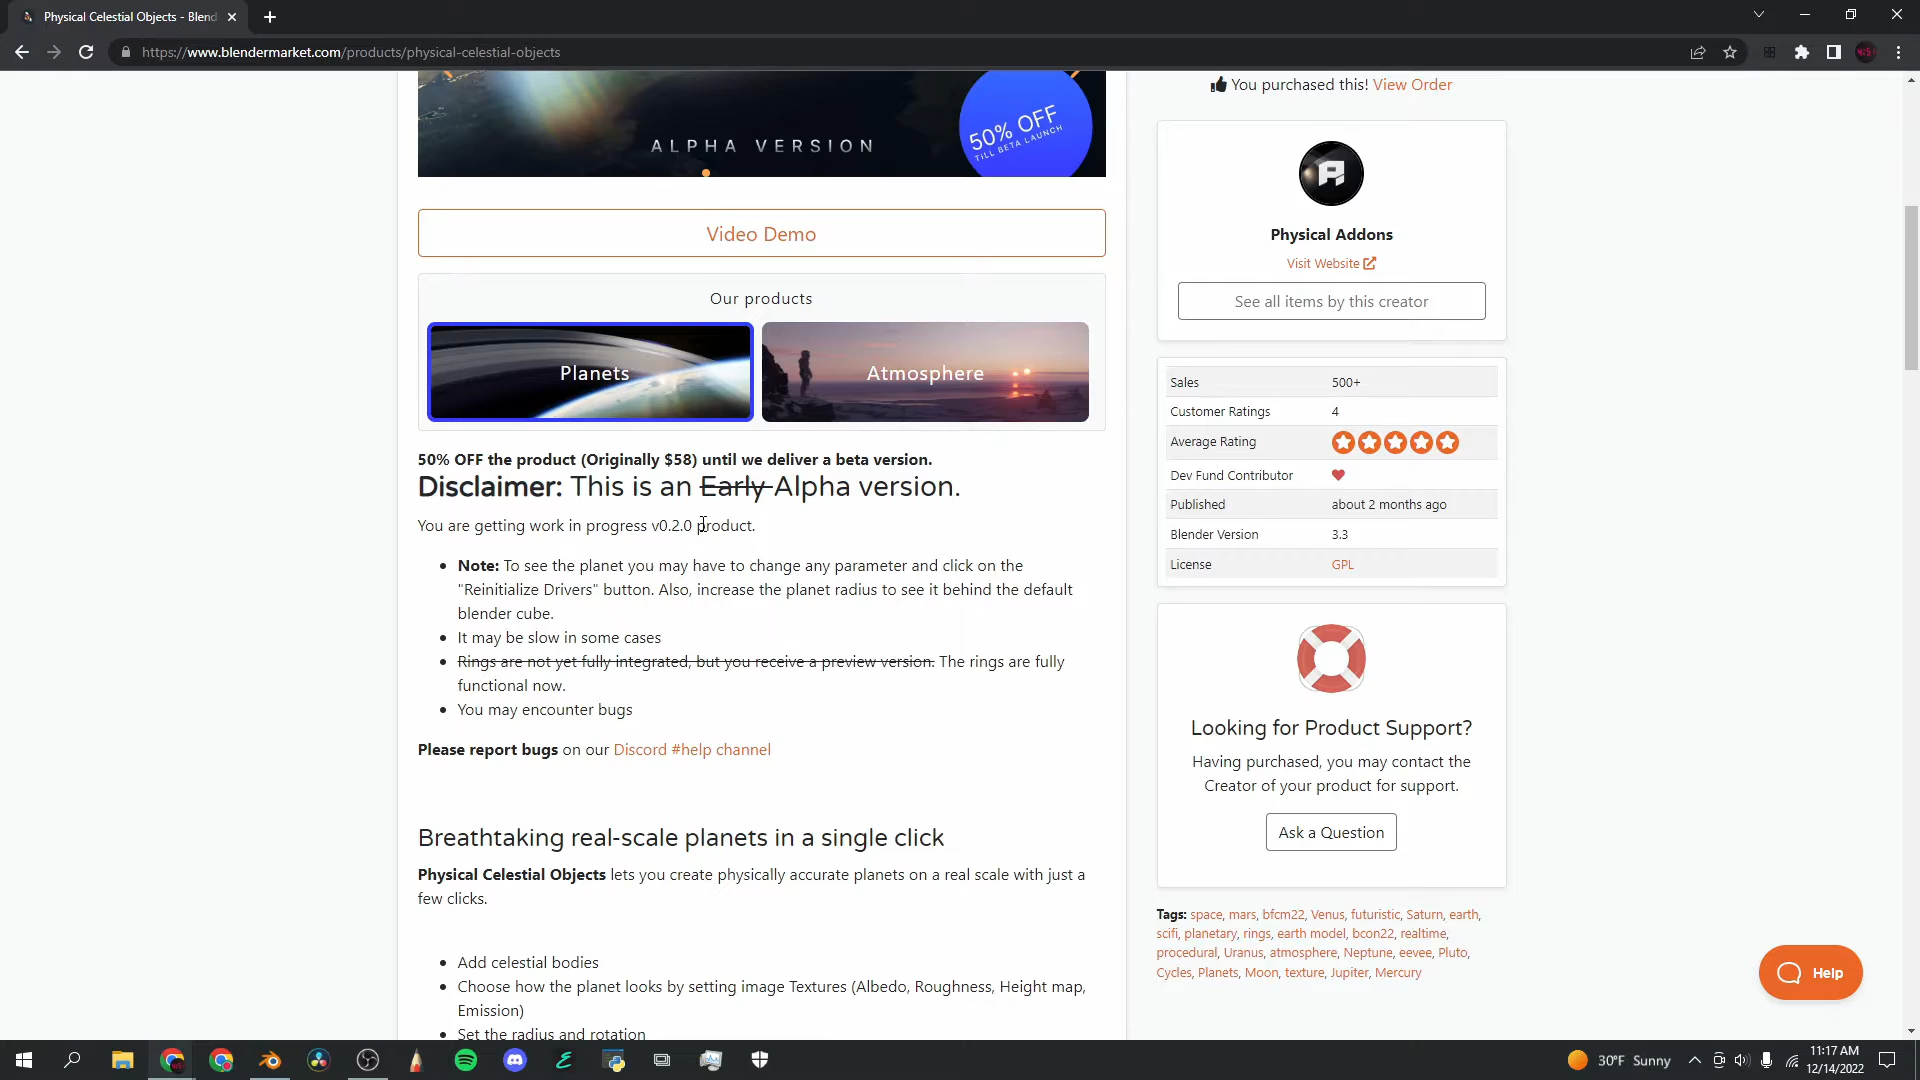 Physical Celestial Objects - Blend
https://www.blendermarket.com/products/physical-celestial-objects
ALPHA VERSION
50% OFF
TILL BETA LAUNCH
Video Demo
Our products
Planets
Atmosphere
50% OFF the product (Originally $58) until we deliver a beta version.
Disclaimer: This is an Early Alpha version.
You are getting work in progress v0.2.0 product.
Note: To see the planet you may have to change any parameter and click on the
"Reinitialize Drivers" button. Also, increase the planet radius to see it behind the default
blender cube.
It may be slow in some cases
Rings are not yet fully integrated, but you receive a preview version. The rings are fully
functional now.
You may encounter bugs
Please report bugs on our Discord #help channel
Breathtaking real-scale planets in a single click
Physical Celestial Objects lets you create physically accurate planets on a real scale with just a
few clicks.
Add celestial bodies
Choose how the planet looks by setting image Textures (Albedo, Roughness, Height map,
Emission)
Set the radius and rotation
You purchased this! View Order
Physical Addons
Visit Website
See all items by this creator
Sales 500+
Customer Ratings 4
Average Rating
Dev Fund Contributor
Published about 2 months ago
Blender Version 3.3
License GPL
Looking for Product Support?
Having purchased, you may contact the
Creator of your product for support.
Ask a Question
Tags: space, mars, bfcm22, Venus, futuristic, Saturn, earth,
scifi, planetary, rings, earth model, bcon22, realtime,
procedural, Uranus, atmosphere, Neptune, eevee, Pluto,
Cycles, Planets, Moon, texture, Jupiter, Mercury
Help
30°F Sunny
11:17 AM
12/14/2022